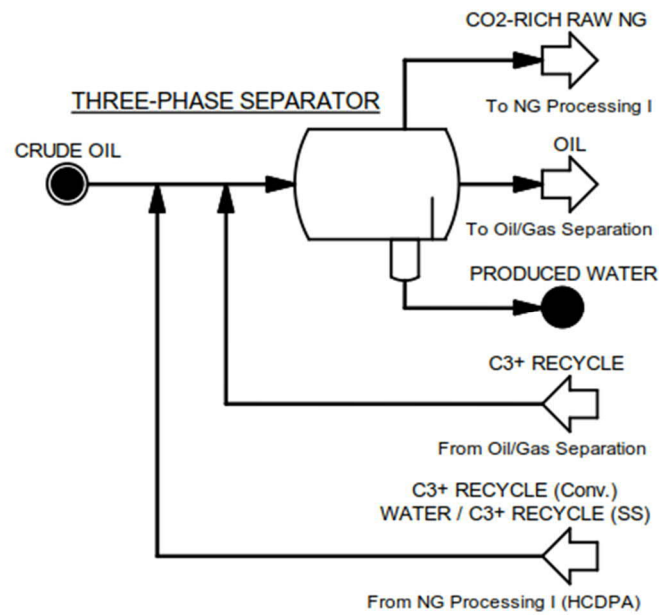 CO2-RICH RAW NG
To NG Processing I
THREE-PHASE SEPARATOR
CRUDE OIL
OIL
To Oil/Gas Separation
PRODUCED WATER
C3+ RECYCLE
From Oil/Gas Separation
C3+ RECYCLE (Conv.)
WATER / C3+ RECYCLE (SS)
From NG Processing I (HCDPA)